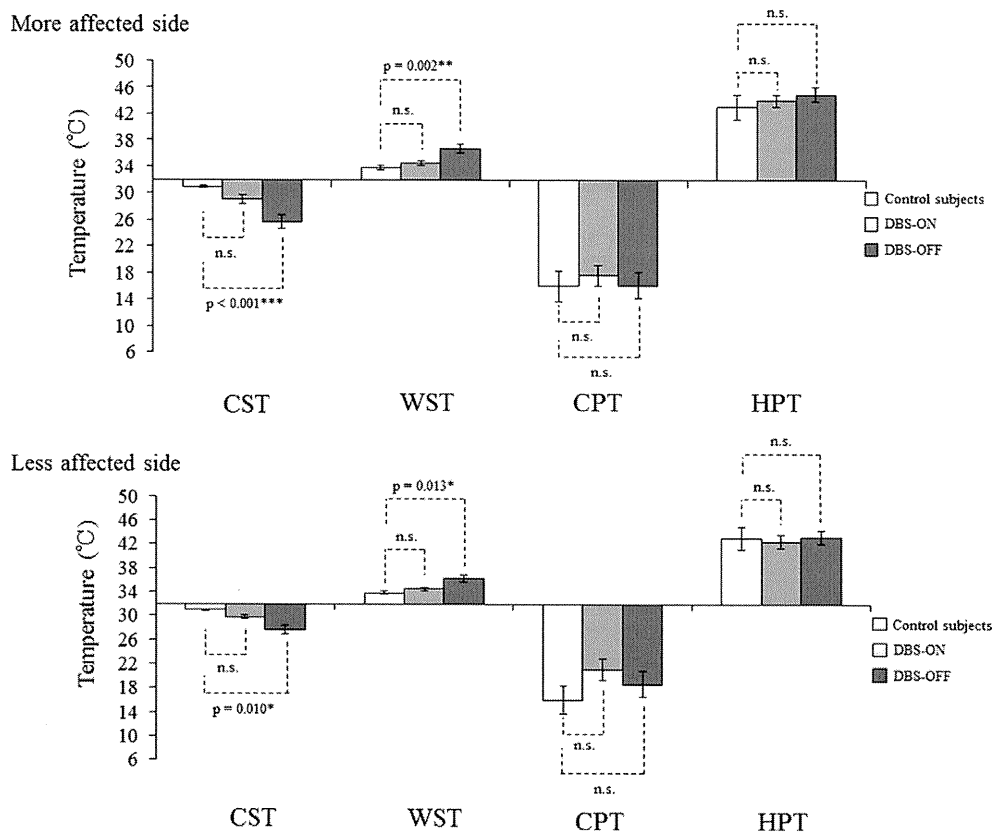 More affected side
Temperature (℃)
50
46
42
38
34
30
26
22
18
14
10
6
n.s.
p < 0.001***
p = 0.002**
n.s.
n.s.
n.s.
n.s.
n.s.
CST
WST
CPT
HPT
Control subjects
DBS-ON
DBS-OFF
Less affected side
Temperature (℃)
50
46
42
38
34
30
26
22
18
14
10
6
n.s.
p = 0.010*
p = 0.013*
n.s.
n.s.
n.s.
n.s.
n.s.
CST
WST
CPT
HPT
Control subjects
DBS-ON
DBS-OFF